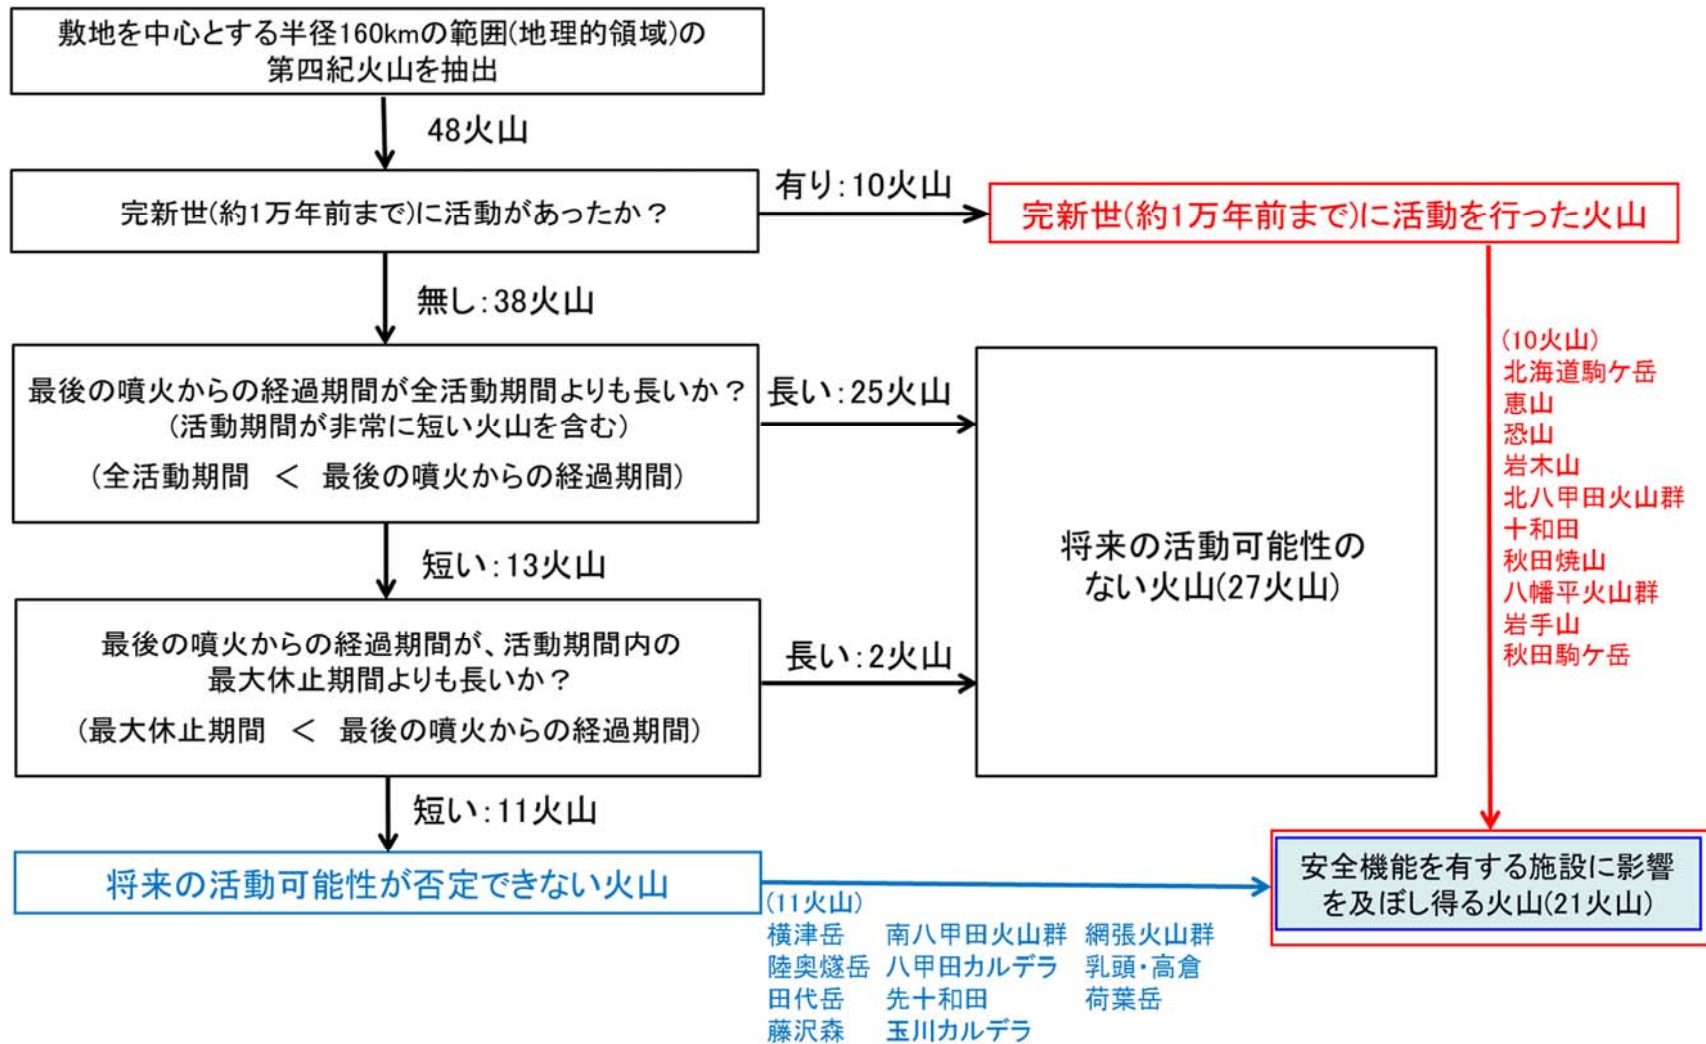 敷地を中心とする半径160kmの範囲(地理的領域)の
第四紀火山を抽出
48火山
完新世(約1万年前まで)に活動があったか？
有り：10火山
完新世(約1万年前まで)に活動を行った火山
無し：38火山
(10火山)
北海道駒ケ岳
恵山
恐山
岩木山
北八甲田火山群
十和田
秋田焼山
八幡平火山群
岩手山
秋田駒ケ岳
最後の噴火からの経過期間が全活動期間よりも長いか？
(活動期間が非常に短い火山を含む)
(全活動期間 ＜ 最後の噴火からの経過期間)
長い：25火山
将来の活動可能性の
ない火山(27火山)
短い：13火山
最後の噴火からの経過期間が、活動期間内の
最大休止期間よりも長いか？
(最大休止期間 ＜ 最後の噴火からの経過期間)
長い：2火山
短い：11火山
将来の活動可能性が否定できない火山
(11火山)
横津岳 南八甲田火山群 網張火山群
陸奥燧岳 八甲田カルデラ 乳頭・高倉
田代岳 先十和田 荷葉岳
藤沢森 玉川カルデラ
安全機能を有する施設に影響
を及ぼし得る火山(21火山)